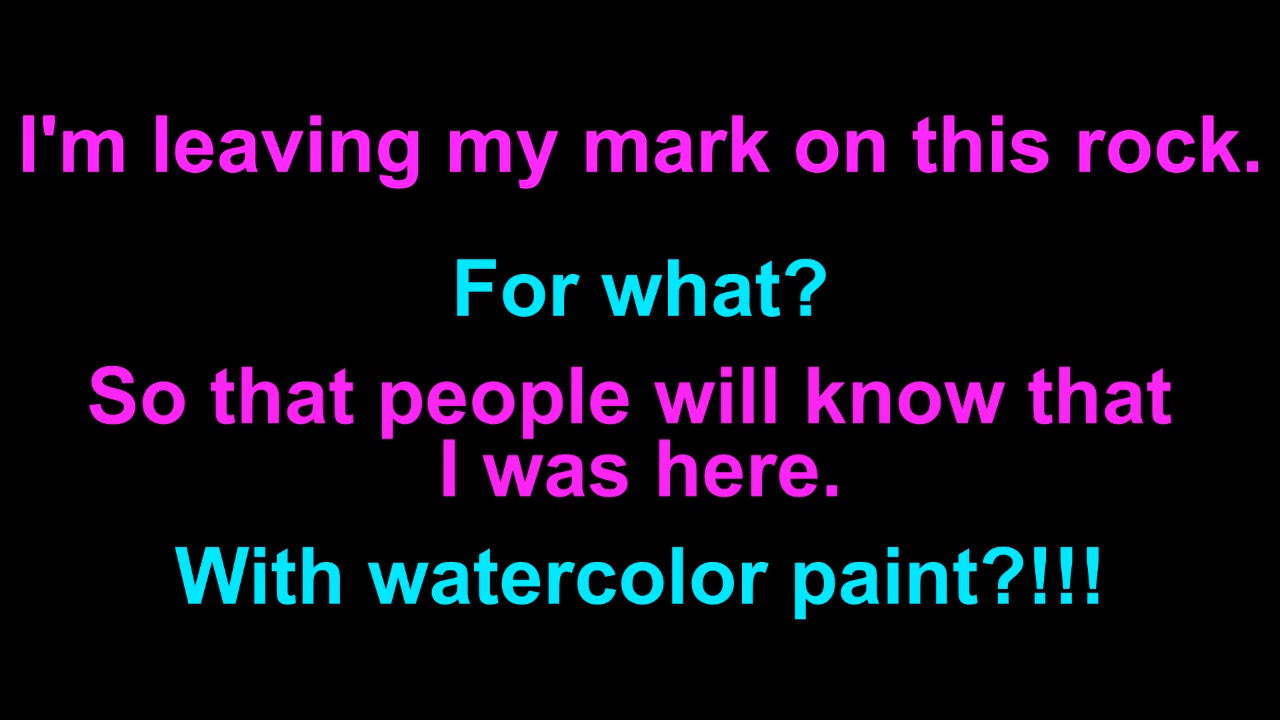 I'm leaving my mark on this rock.
For what?
So that people will know that
I was here.
With watercolor paint?!!!